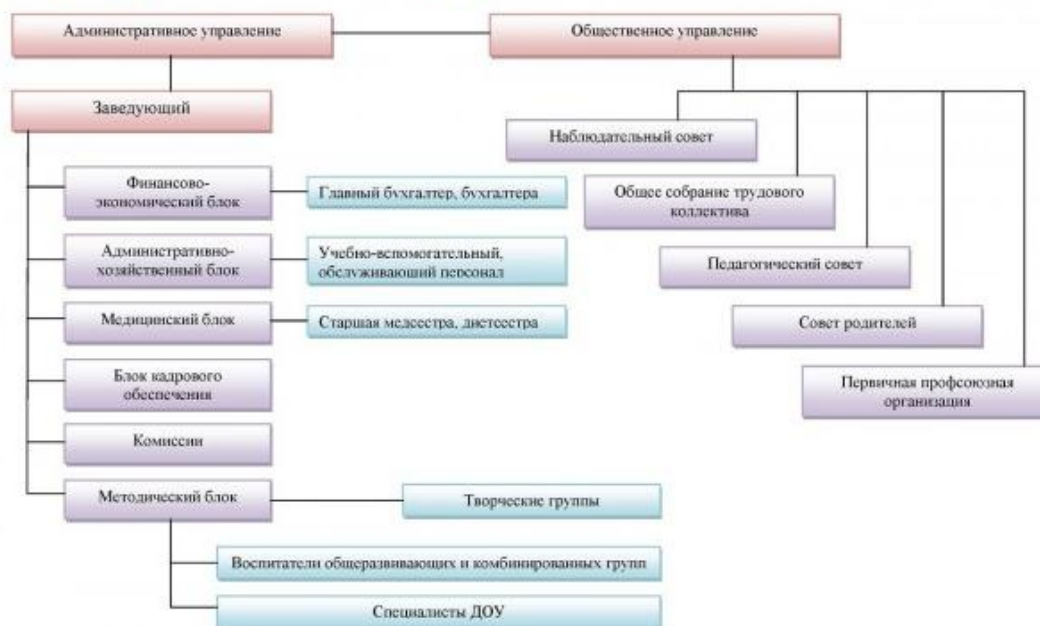 Административное управление
Общественное управление
Заведующий
Наблюдательный совет
Финансово-
экономический блок
Главный бухгалтер, бухгалтера
Общее собрание трудового
коллектива
Административно-
хозяйственный блок
Учебно-вспомогательный,
обслуживающий персонал
Педагогический совет
Медицинский блок
Старшая медсестра, диетсестра
Совет родителей
Блок кадрового
обеспечения
Первичная профсоюзная
организация
Комиссии
Методический блок
Творческие группы
Воспитатели общеразвивающих и комбинированных групп
Специалисты ДОУ